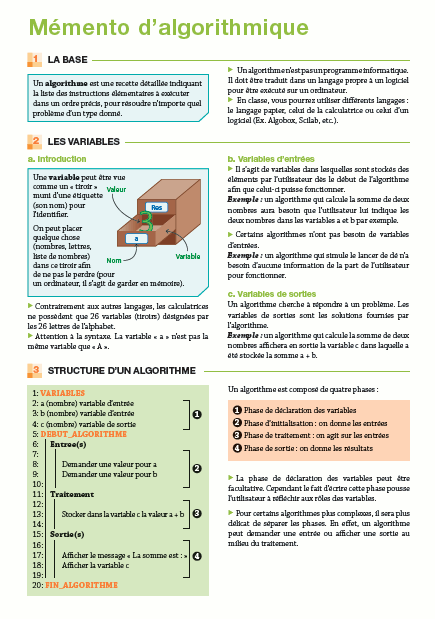 Mémento d'algorithmique
1 LA BASE
Un algorithme est une recette détaillée indiquant
la liste des instructions élémentaires à exécuter
dans un ordre précis, pour résoudre n'importe quel
problème d'un type donné.
► Un algorithme n'est pas un programme informatique.
Il doit être traduit dans un langage propre à un logiciel
pour être exécuté sur un ordinateur.
► En classe, vous pourrez utiliser différents langages :
le langage papier, celui de la calculatrice ou celui d'un
logiciel (Ex. Algobox, Scilab, etc.).
2 LES VARIABLES
a. Introduction
Une variable peut être vue
comme un « tiroir »
muni d'une étiquette
(son nom) pour
l'identifier.
On peut placer
quelque chose
(nombres, lettres,
liste de nombres)
dans ce tiroir afin
de ne pas le perdre (pour
un ordinateur, il s'agit de garder en mémoire).
Valeur
Res
3
a
Nom
Variable
► Contrairement aux autres langages, les calculatrices
ne possèdent que 26 variables (tiroirs) désignées par
les 26 lettres de l'alphabet.
► Attention à la syntaxe. La variable « a » n'est pas la
même variable que « A ».
b. Variables d'entrées
► Il s'agit de variables dans lesquelles sont stockés des
éléments par l'utilisateur dès le début de l'algorithme
afin que celui-ci puisse fonctionner.
Exemple : un algorithme qui calcule la somme de deux
nombres aura besoin que l'utilisateur lui indique les
deux nombres dans les variables a et b par exemple.
► Certains algorithmes n'ont pas besoin de variables
d'entrées.
Exemple : un algorithme qui simule le lancer de dé n'a
besoin d'aucune information de la part de l'utilisateur
pour fonctionner.
c. Variables de sorties
Un algorithme cherche à répondre à un problème. Les
variables de sorties sont les solutions fournies par
l'algorithme.
Exemple : un algorithme qui calcule la somme de deux
nombres affichera en sortie la variable c dans laquelle a
été stockée la somme a + b.
3 STRUCTURE D'UN ALGORITHME
1: VARIABLES
2: a (nombre) variable d'entrée
3: b (nombre) variable d'entrée
4: c (nombre) variable de sortie
1
5: DEBUT_ALGORITHME
6: Entree(s)
7:
8: Demander une valeur pour a
9: Demander une valeur pour b
10:
2
11: Traitement
12:
13: Stocker dans la variable c la valeur a + b
14:
3
15: Sortie(s)
16:
17: Afficher le message « La somme est : »
18: Afficher la variable c
19:
4
20: FIN_ALGORITHME
Un algorithme est composé de quatre phases :
1 Phase de déclaration des variables
2 Phase d'initialisation : on donne les entrées
3 Phase de traitement : on agit sur les entrées
4 Phase de sortie : on donne les résultats
► La phase de déclaration des variables peut être
facultative. Cependant le fait d'écrire cette phase pousse
l'utilisateur à réfléchir aux rôles des variables.
► Pour certains algorithmes plus complexes, il sera plus
délicat de séparer les phases. En effet, un algorithme
peut demander une entrée ou afficher une sortie au
milieu du traitement.